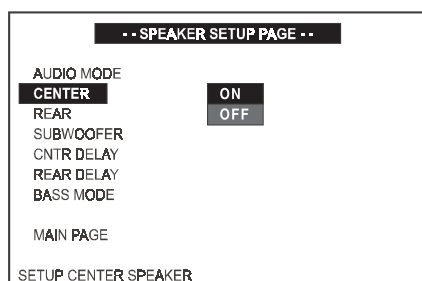 - - SPEAKER SETUP PAGE - -
AUDIO MODE
CENTER ON
REAR OFF
SUBWOOFER
CNTR DELAY
REAR DELAY
BASS MODE
MAIN PAGE
SETUP CENTER SPEAKER